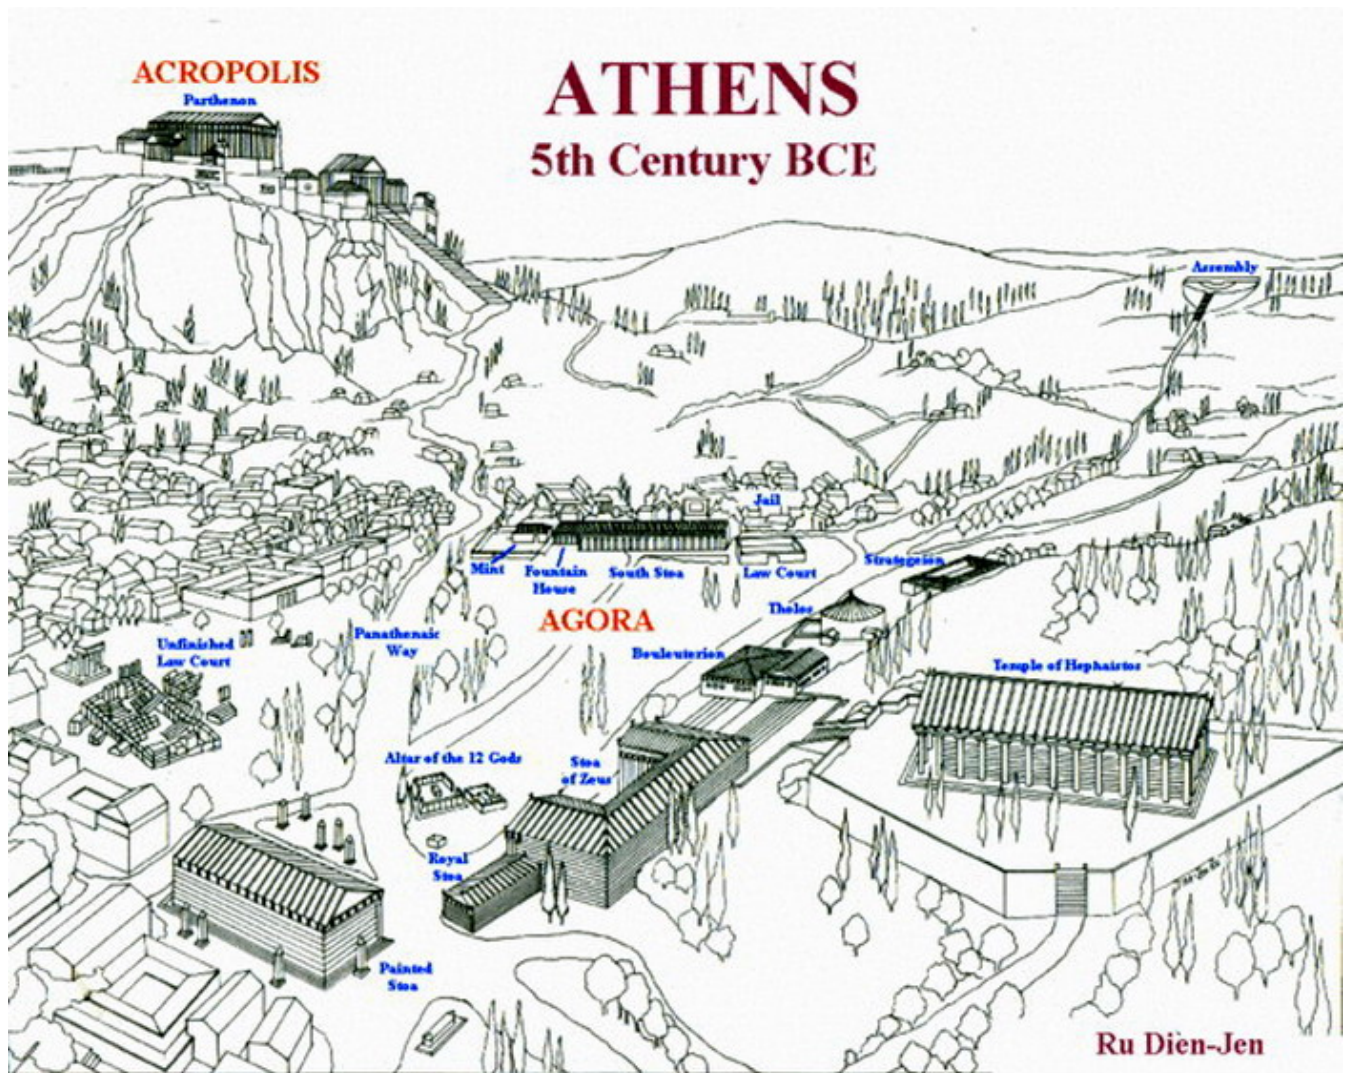 ATHENS
5th Century BCE
ACROPOLIS
Parthenon
Assembly
Jail
Mint
Fountain
House
South Stoa
Law Court
Strategeion
Tholos
AGORA
Unfinished
Law Court
Panathenaic
Way
Bouleuterion
Temple of Hephaistos
Altar of the 12 Gods
Stoa
of Zeus
Royal
Stoa
Painted
Stoa
Ru Dien-Jen